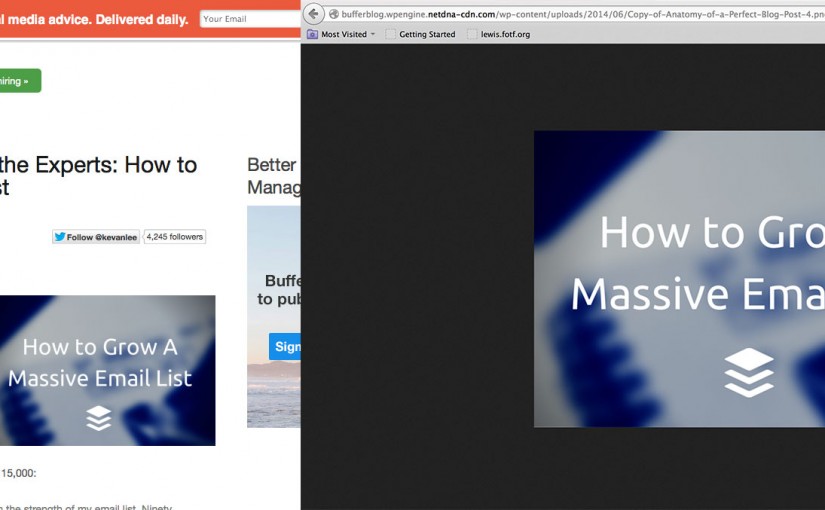 l media advice. Delivered daily.
Your Email
hiring »
the Experts: How to
st
Follow @kevanlee
4,245 followers
How to Grow A
Massive Email List
15,000:
n the strength of my email list. Ninety
Better
Manag
Buffe
to pub
Sign
bufferblog.wpengine.netdna-cdn.com/wp-content/uploads/2014/06/Copy-of-Anatomy-of-a-Perfect-Blog-Post-4.pn
Most Visited
Getting Started
lewis.fotf.org
How to Gro
Massive Ema